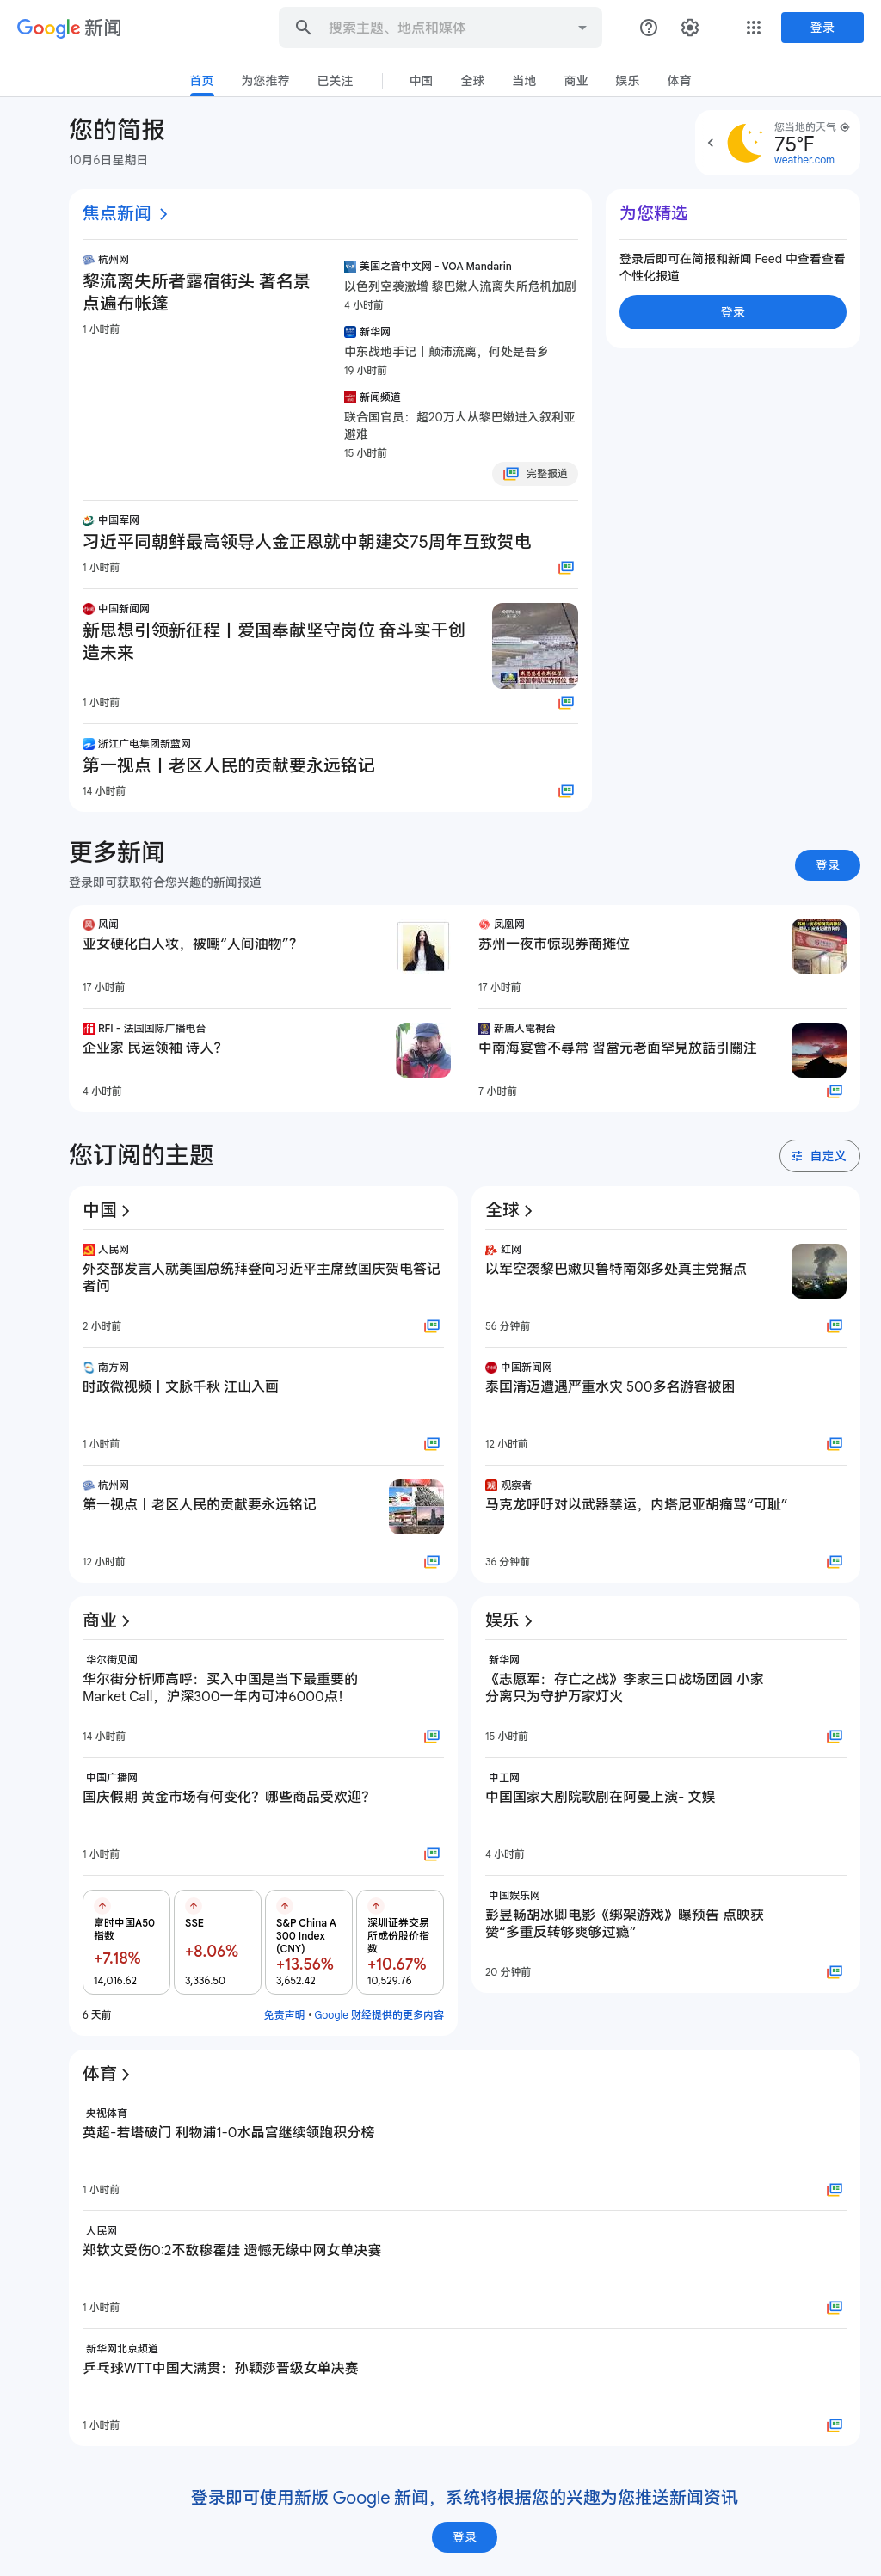 Google 新闻
搜索主题、地点和媒体
登录
首页
为您推荐
已关注
中国
全球
当地
商业
娱乐
体育
您的简报
10月6日星期日
您当地的天气
75°F
weather.com
焦点新闻
杭州网
黎流离失所者露宿街头 著名景
点遍布帐篷
1 小时前
美国之音中文网 - VOA Mandarin
以色列空袭激增 黎巴嫩人流离失所危机加剧
4 小时前
新华网
中东战地手记丨颠沛流离，何处是吾乡
19 小时前
新闻频道
联合国官员：超20万人从黎巴嫩进入叙利亚
避难
15 小时前
完整报道
中国军网
习近平同朝鲜最高领导人金正恩就中朝建交75周年互致贺电
1 小时前
中国新闻网
新思想引领新征程丨爱国奉献坚守岗位 奋斗实干创
造未来
1 小时前
浙江广电集团新蓝网
第一视点丨老区人民的贡献要永远铭记
14 小时前
为您精选
登录后即可在简报和新闻 Feed 中查看查看
个性化报道
登录
更多新闻
登录即可获取符合您兴趣的新闻报道
登录
风闻
亚女硬化白人妆，被嘲“人间油物”？
17 小时前
凤凰网
苏州一夜市惊现券商摊位
17 小时前
RFI - 法国国际广播电台
企业家 民运领袖 诗人？
4 小时前
新唐人電視台
中南海宴會不尋常 習當元老面罕見放話引關注
7 小时前
您订阅的主题
自定义
中国
人民网
外交部发言人就美国总统拜登向习近平主席致国庆贺电答记
者问
2 小时前
南方网
时政微视频丨文脉千秋 江山入画
1 小时前
杭州网
第一视点丨老区人民的贡献要永远铭记
12 小时前
全球
红网
以军空袭黎巴嫩贝鲁特南郊多处真主党据点
56 分钟前
中国新闻网
泰国清迈遭遇严重水灾 500多名游客被困
12 小时前
观察者
马克龙呼吁对以武器禁运，内塔尼亚胡痛骂“可耻”
36 分钟前
商业
华尔街见闻
华尔街分析师高呼：买入中国是当下最重要的
Market Call，沪深300一年内可冲6000点！
14 小时前
中国广播网
国庆假期 黄金市场有何变化？哪些商品受欢迎？
1 小时前
富时中国A50
指数
+7.18%
14,016.62
SSE
+8.06%
3,336.50
S&P China A
300 Index
(CNY)
+13.56%
3,652.42
深圳证券交易
所成份股价指
数
+10.67%
10,529.76
6 天前
免责声明 • Google 财经提供的更多内容
娱乐
新华网
《志愿军：存亡之战》李家三口战场团圆 小家
分离只为守护万家灯火
15 小时前
中工网
中国国家大剧院歌剧在阿曼上演- 文娱
4 小时前
中国娱乐网
彭昱畅胡冰卿电影《绑架游戏》曝预告 点映获
赞“多重反转够爽够过瘾”
20 分钟前
体育
央视体育
英超-若塔破门 利物浦1-0水晶宫继续领跑积分榜
1 小时前
人民网
郑钦文受伤0:2不敌穆霍娃 遗憾无缘中网女单决赛
1 小时前
新华网北京频道
乒乓球WTT中国大满贯：孙颖莎晋级女单决赛
1 小时前
登录即可使用新版 Google 新闻，系统将根据您的兴趣为您推送新闻资讯
登录